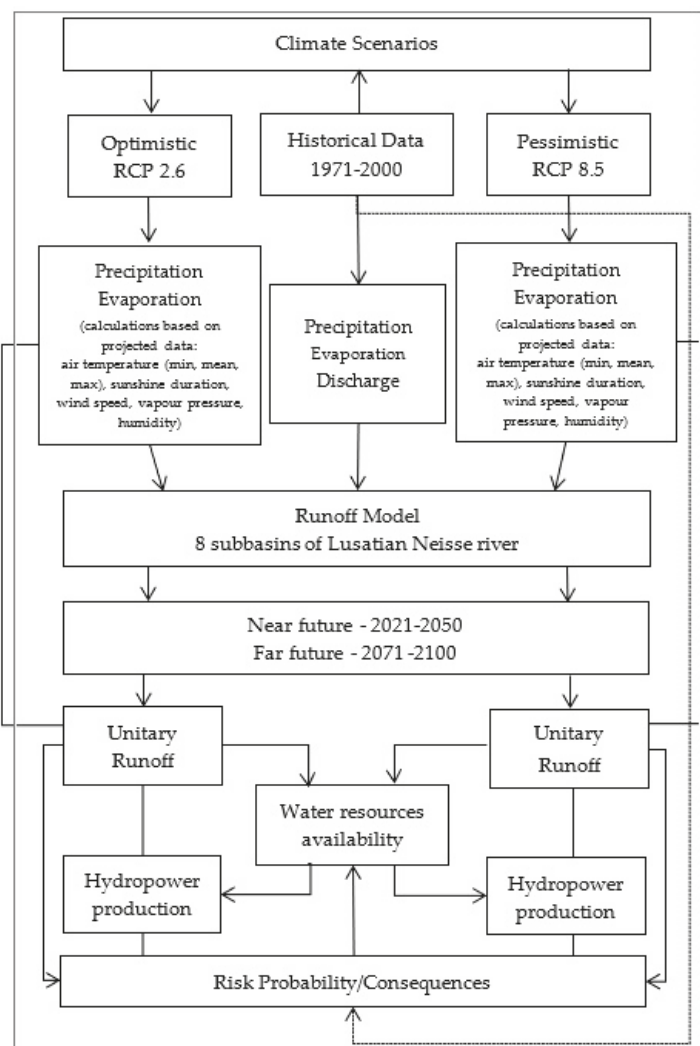 Climate Scenarios
Optimistic
RCP 2.6
Historical Data
1971-2000
Pessimistic
RCP 8.5
Precipitation
Evaporation
(calculations based on
projected data:
air temperature (min, mean,
max), sunshine duration,
wind speed, vapour pressure,
humidity)
Precipitation
Evaporation
Discharge
Precipitation
Evaporation
(calculations based on
projected data:
air temperature (min, mean,
max), sunshine duration,
wind speed, vapour
pressure, humidity)
Runoff Model
8 subbasins of Lusatian Neisse river
Near future - 2021-2050
Far future - 2071-2100
Unitary
Runoff
Unitary
Runoff
Water resources
availability
Hydropower
production
Hydropower
production
Risk Probability/Consequences